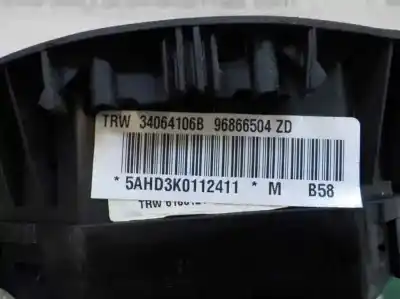 TRW 34064106B 96866504 ZD
* 5AHD3K0112411 * M B58
TRW